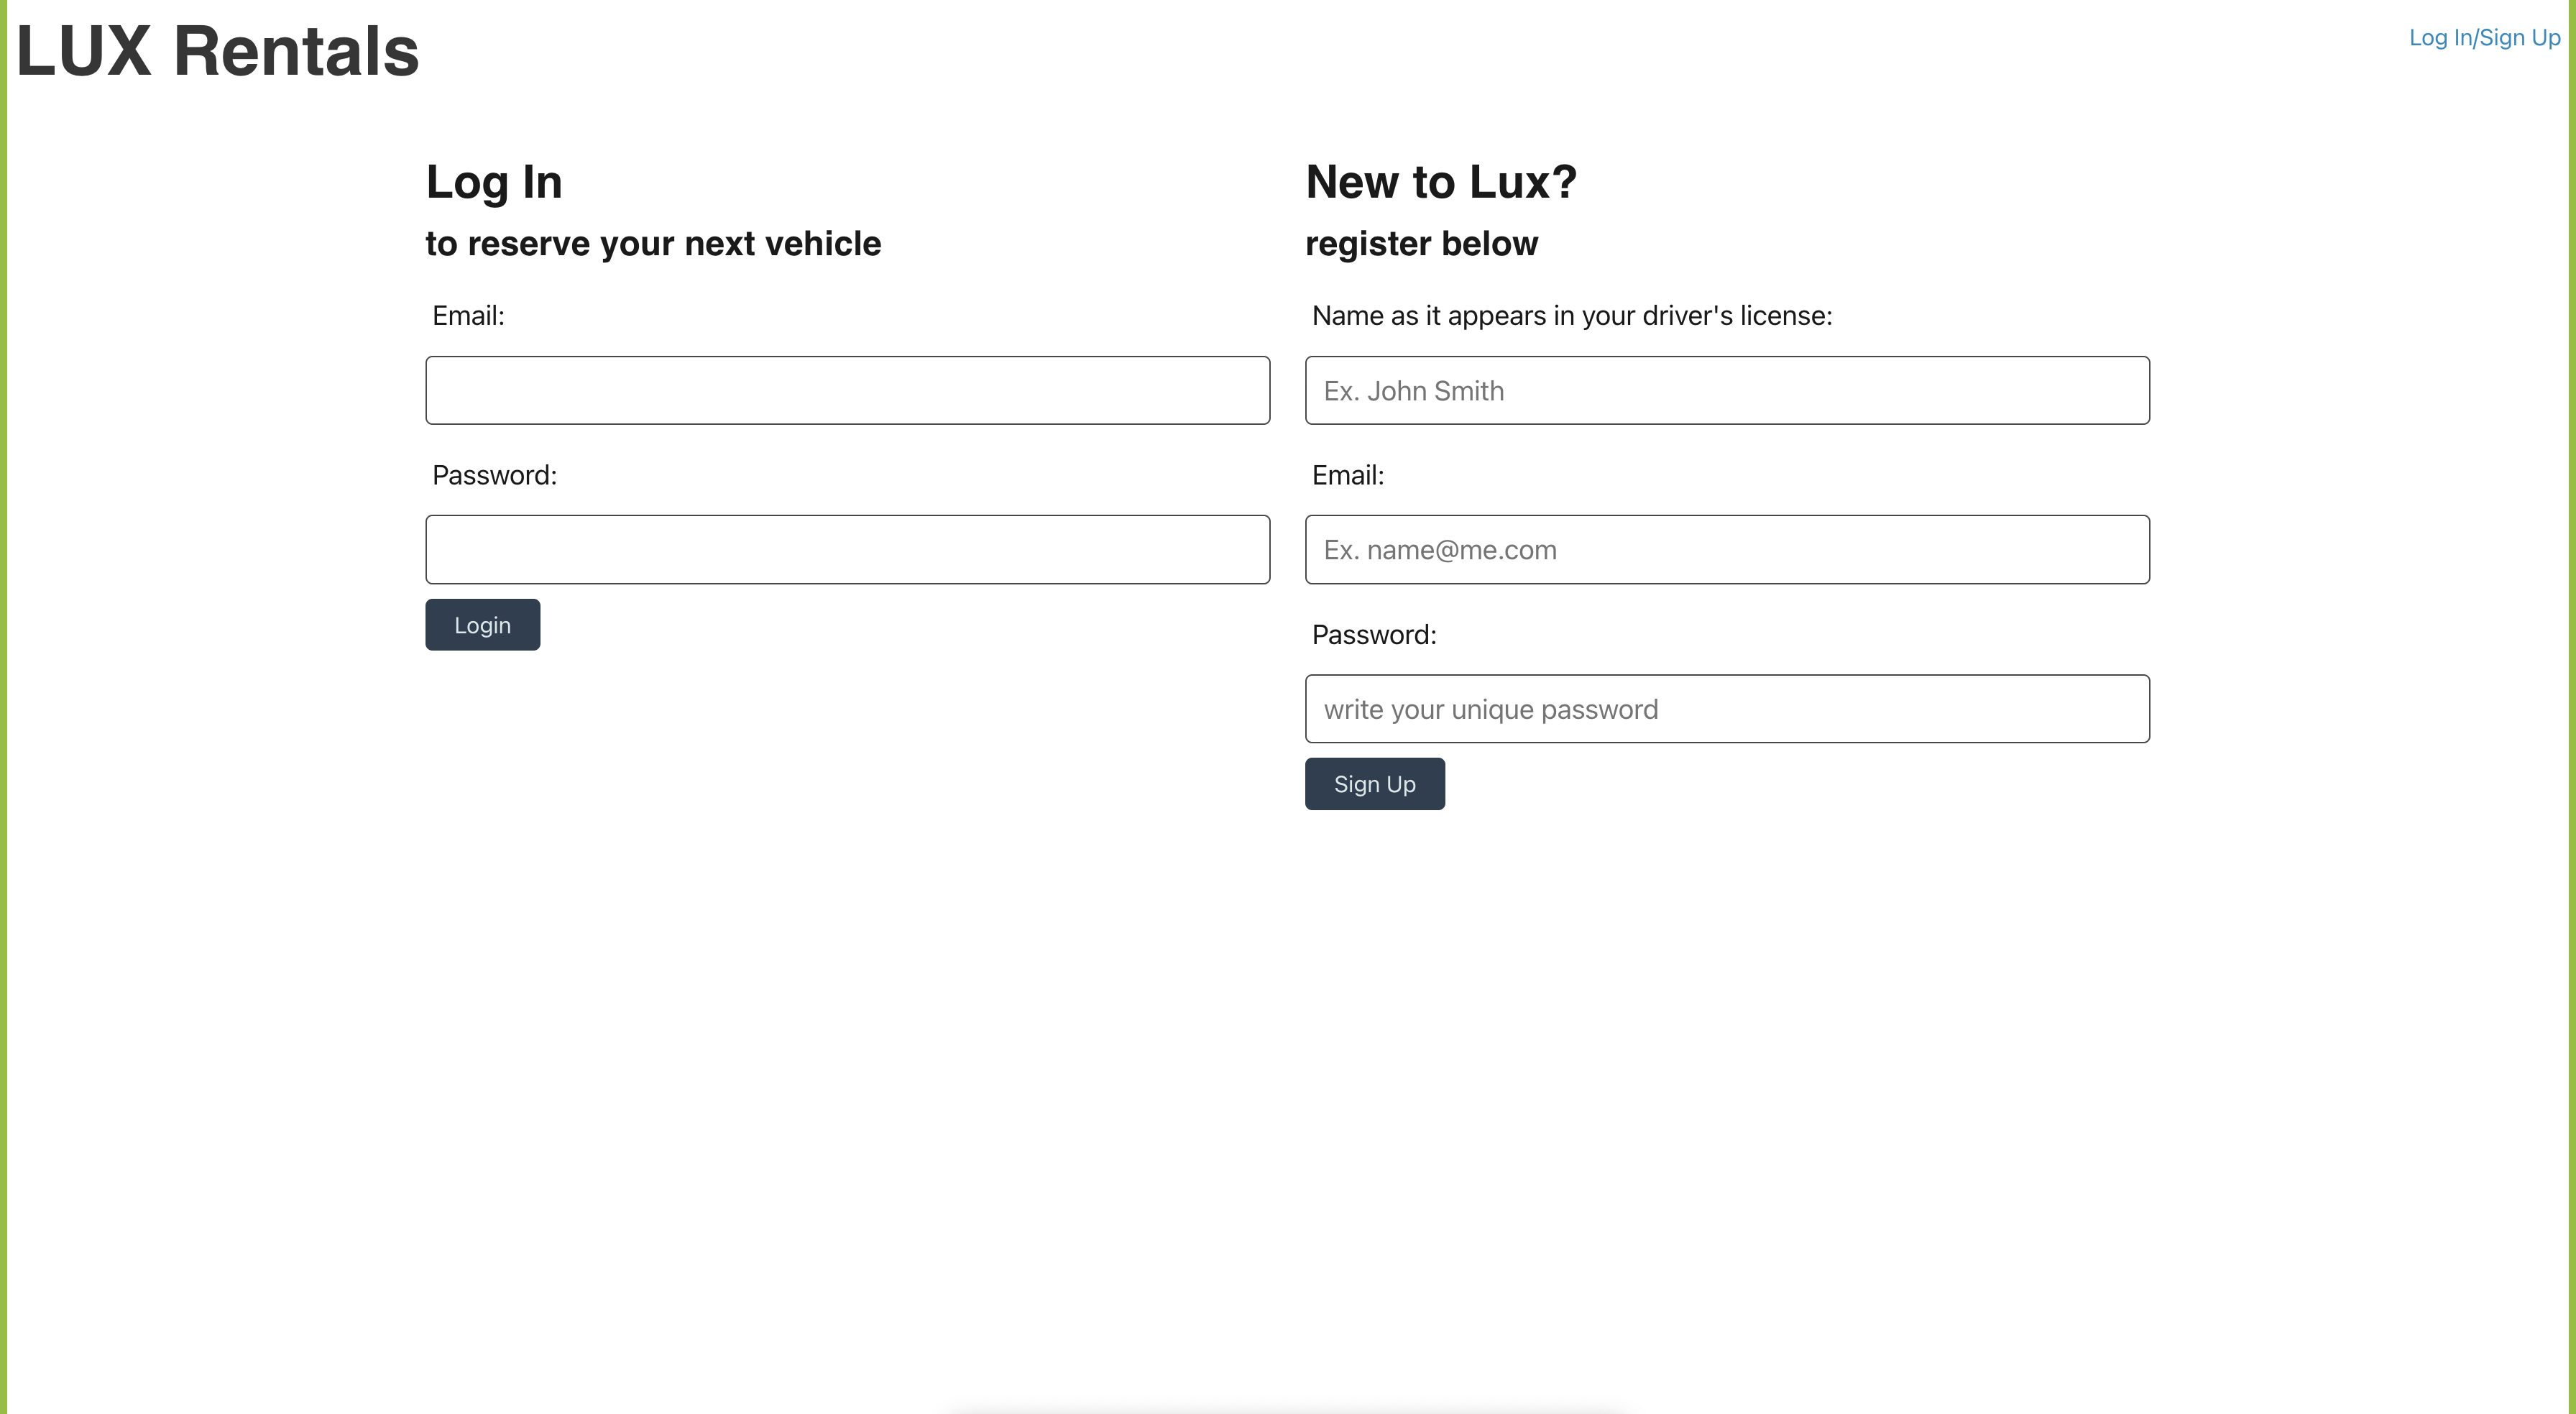 LUX Rentals
Log In/Sign Up
Log In
to reserve your next vehicle
Email:
Password:
Login
New to Lux?
register below
Name as it appears in your driver's license:
Ex. John Smith
Email:
Ex. name@me.com
Password:
write your unique password
Sign Up